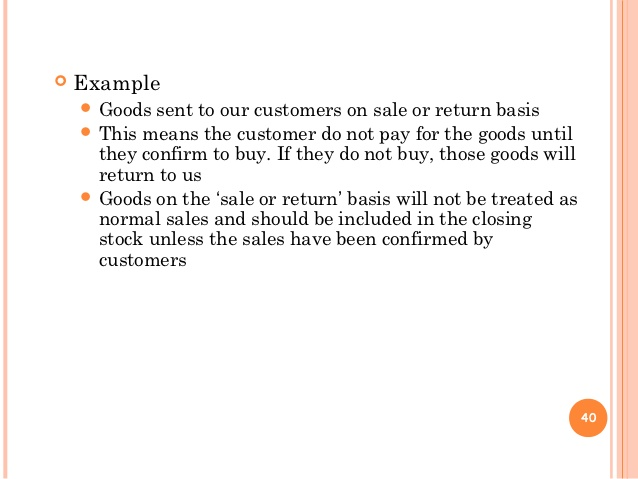 Example
Goods sent to our customers on sale or return basis
This means the customer do not pay for the goods until
they confirm to buy. If they do not buy, those goods will
return to us
Goods on the ‘sale or return’ basis will not be treated as
normal sales and should be included in the closing
stock unless the sales have been confirmed by
customers
40